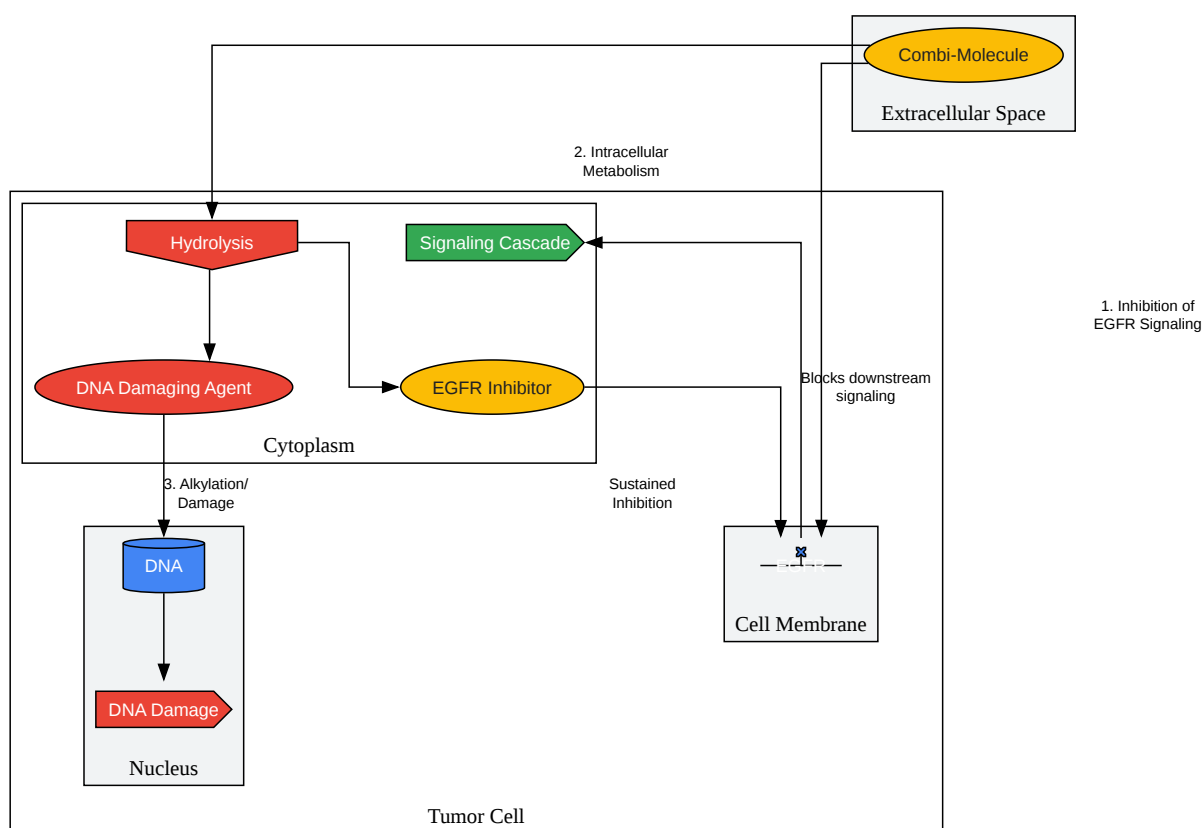 Combi-Molecule
Extracellular Space
2. Intracellular
Metabolism
Hydrolysis
Signaling Cascade
1. Inhibition of
EGFR Signaling
DNA Damaging Agent
EGFR Inhibitor
Blocks downstream
signaling
Cytoplasm
3. Alkylation/
Damage
Sustained
Inhibition
DNA
EGFR
Cell Membrane
DNA Damage
Nucleus
Tumor Cell